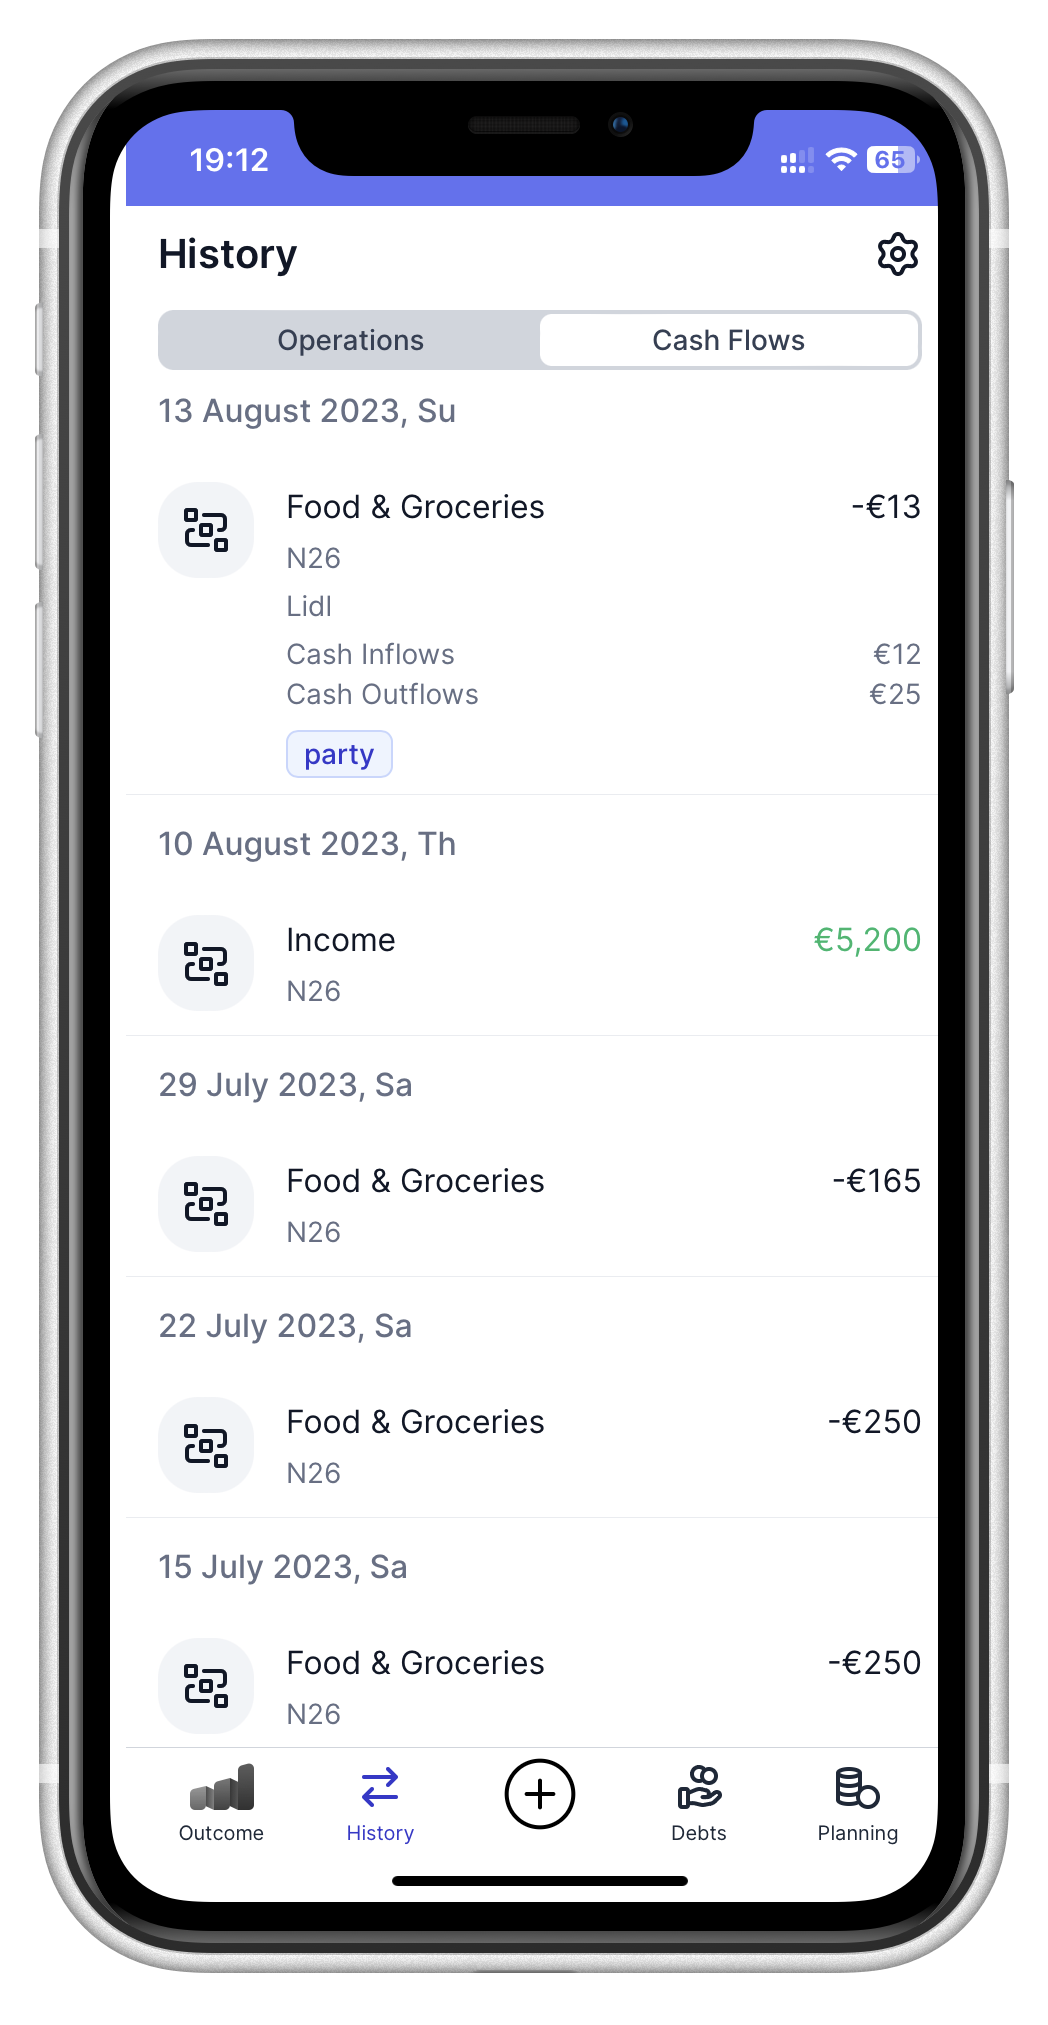 19:12
65
History
Operations Cash Flows
13 August 2023, Su
Food & Groceries -€13
N26
Lidl
Cash Inflows €12
Cash Outflows €25
party
10 August 2023, Th
Income €5,200
N26
29 July 2023, Sa
Food & Groceries -€165
N26
22 July 2023, Sa
Food & Groceries -€250
N26
15 July 2023, Sa
Food & Groceries -€250
N26
Outcome History Debts Planning